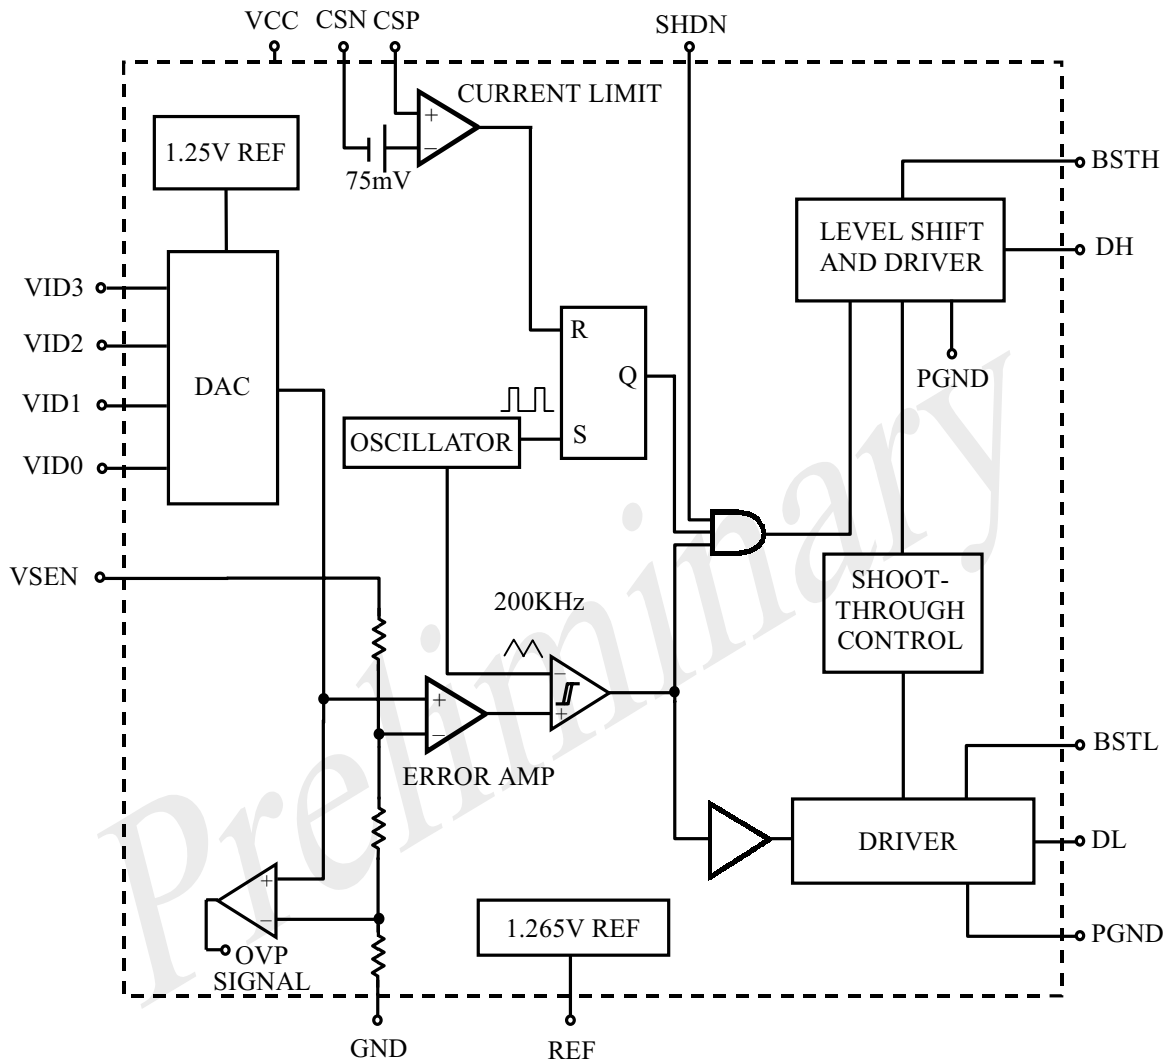 VCC CSN CSP SHDN
CURRENT LIMIT
+
−
75mV
1.25V REF
BSTH
LEVEL SHIFT
AND DRIVER
DH
PGND
VID3
VID2
VID1
VID0
DAC
R
Q
S
OSCILLATOR
VSEN
200KHz
SHOOT-
THROUGH
CONTROL
−
+
+
−
ERROR AMP
BSTL
DRIVER
DL
PGND
+
−
OVP
SIGNAL
1.265V REF
GND
REF
Preliminary